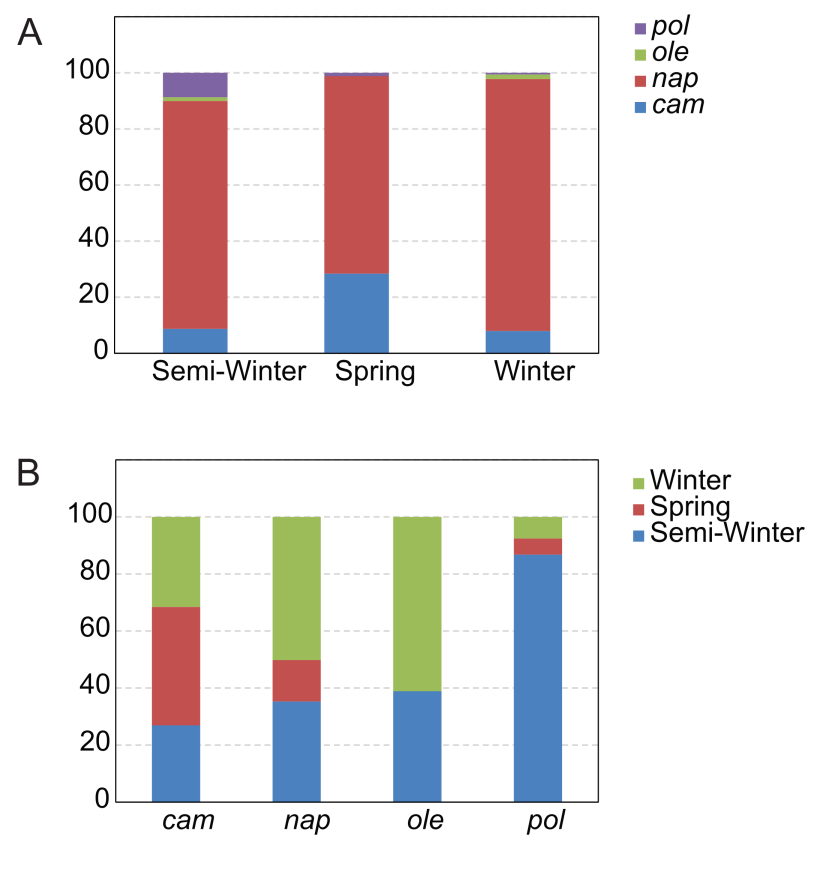 A
pol
ole
nap
cam
100
80
60
40
20
0
Semi-Winter Spring Winter
B
Winter
Spring
Semi-Winter
100
80
60
40
20
0
cam nap ole pol